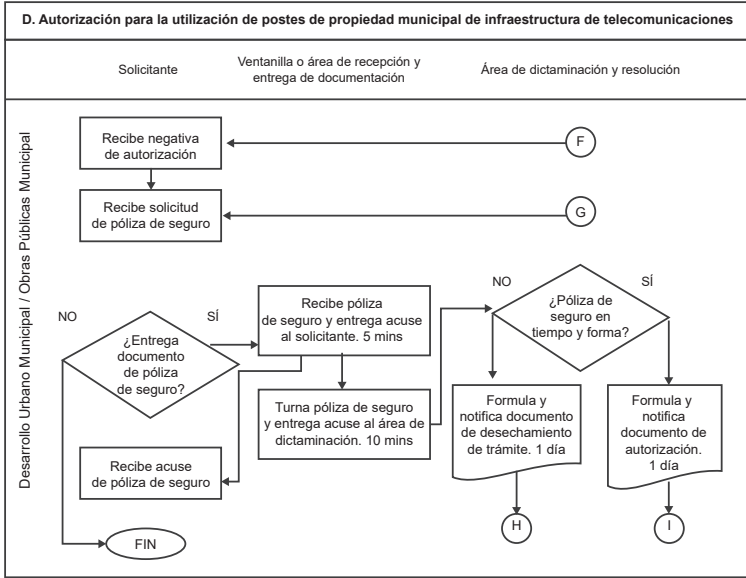 D. Autorización para la utilización de postes de propiedad municipal de infraestructura de telecomunicaciones
Solicitante
Ventanilla o área de recepción y
entrega de documentación
Área de dictaminación y resolución
Desarrollo Urbano Municipal / Obras Públicas Municipal
Recibe negativa
de autorización
F
Recibe solicitud
de póliza de seguro
G
NO
¿Entrega
documento
de póliza
de seguro?
SÍ
Recibe póliza
de seguro y entrega acuse
al solicitante. 5 mins
NO
¿Póliza de
seguro en
tiempo y forma?
SÍ
Turna póliza de seguro
y entrega acuse al área de
dictaminación. 10 mins
Formula y
notifica documento
de desechamiento
de trámite. 1 día
Formula y
notifica
documento de
autorización.
1 día
Recibe acuse
de póliza de seguro
H
I
FIN